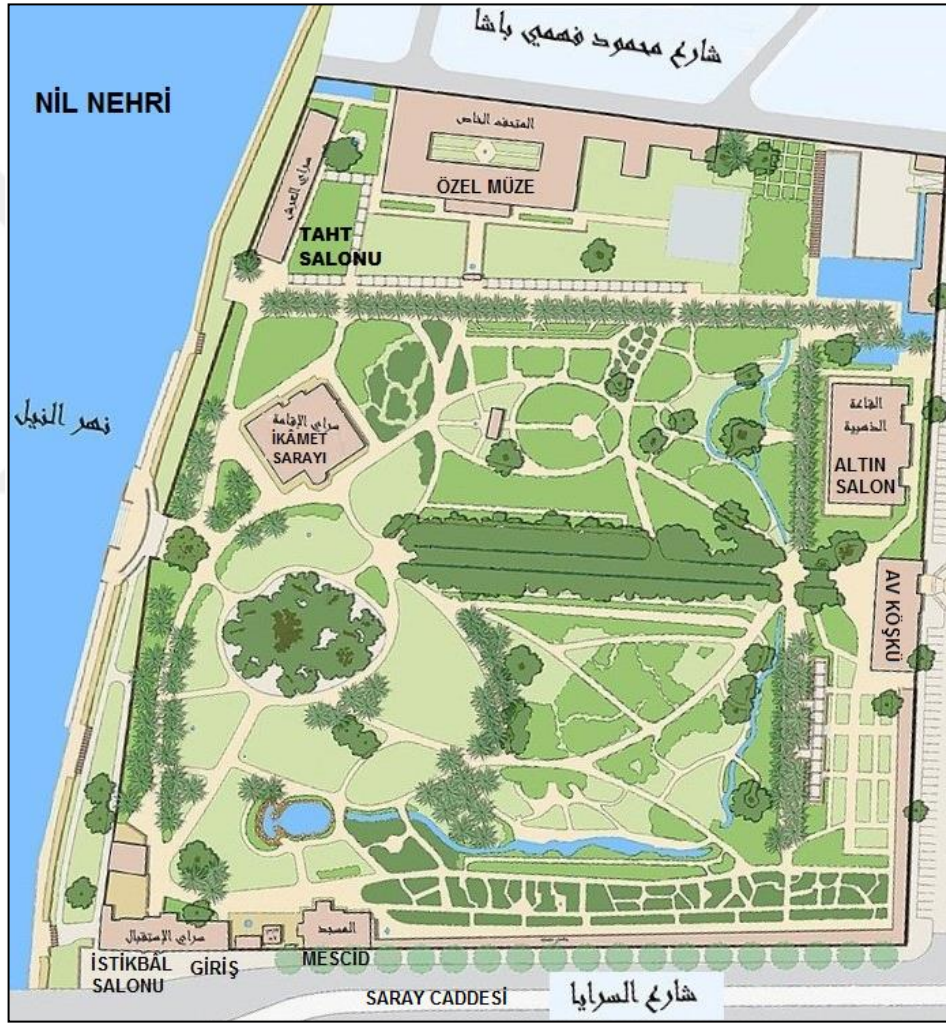 شارع محمود فهمي باشا
NİL NEHRİ
المتحف الخاص
ÖZEL MÜZE
سراي العرش
TAHT
SALONU
نهر النيل
سراي الإقامة
İKÂMET
SARAYI
القاعة
الذهبية
ALTIN
SALON
AV KÖŞKÜ
سراي الإستقبال
المسجد
İSTİKBÂL
SALONU
GİRİŞ
MESCİD
SARAY CADDESİ
شارع السرايا